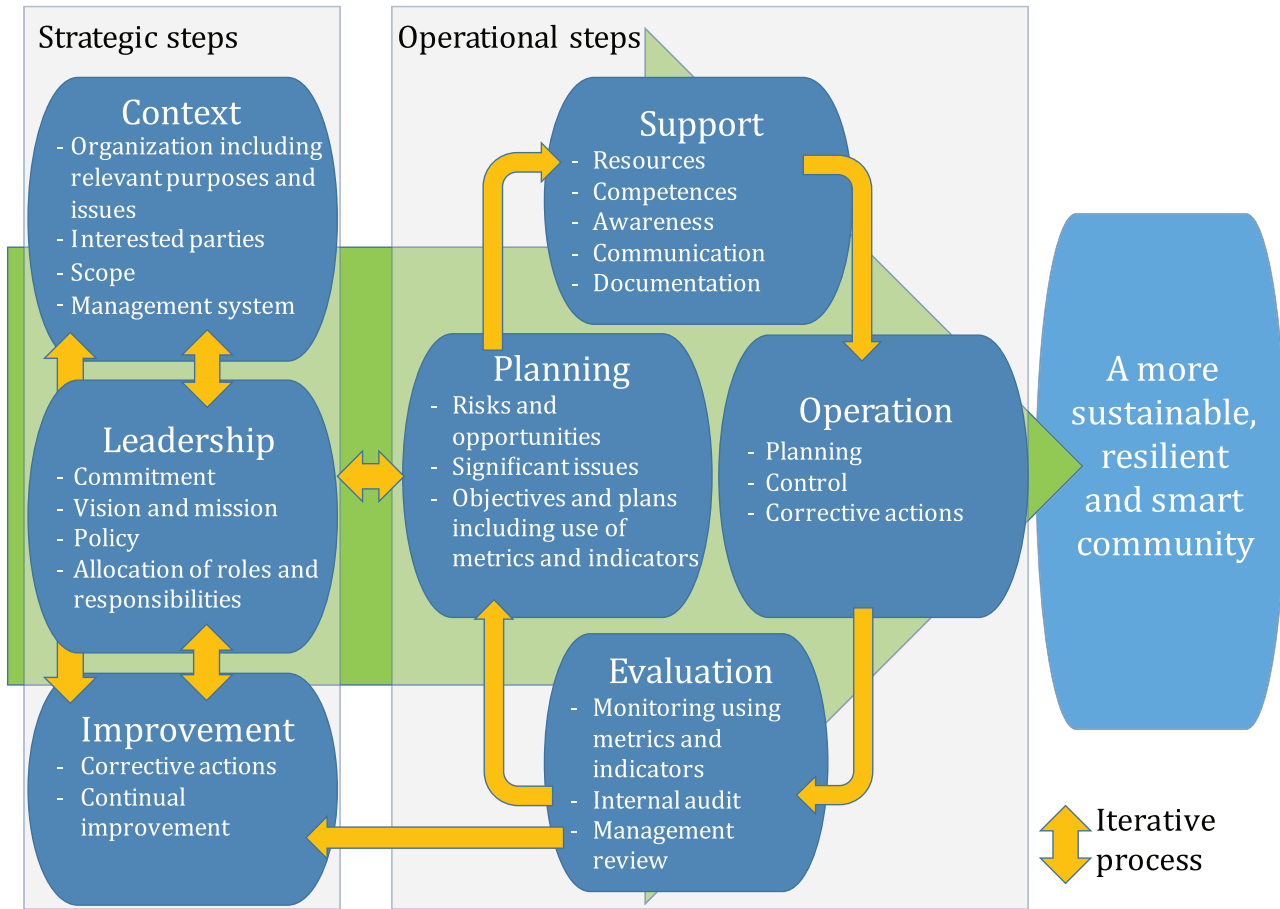 Strategic steps
Context
- Organization including
relevant purposes and
issues
- Interested parties
- Scope
- Management system
Leadership
- Commitment
- Vision and mission
- Policy
- Allocation of roles and
responsibilities
Improvement
- Corrective actions
- Continual
improvement
Operational steps
Support
- Resources
- Competences
- Awareness
- Communication
- Documentation
Planning
- Risks and
opportunities
- Significant issues
- Objectives and plans
including use of
metrics and indicators
Operation
- Planning
- Control
- Corrective actions
Evaluation
- Monitoring using
metrics and
indicators
- Internal audit
- Management
review
A more
sustainable,
resilient
and smart
community
Iterative
process